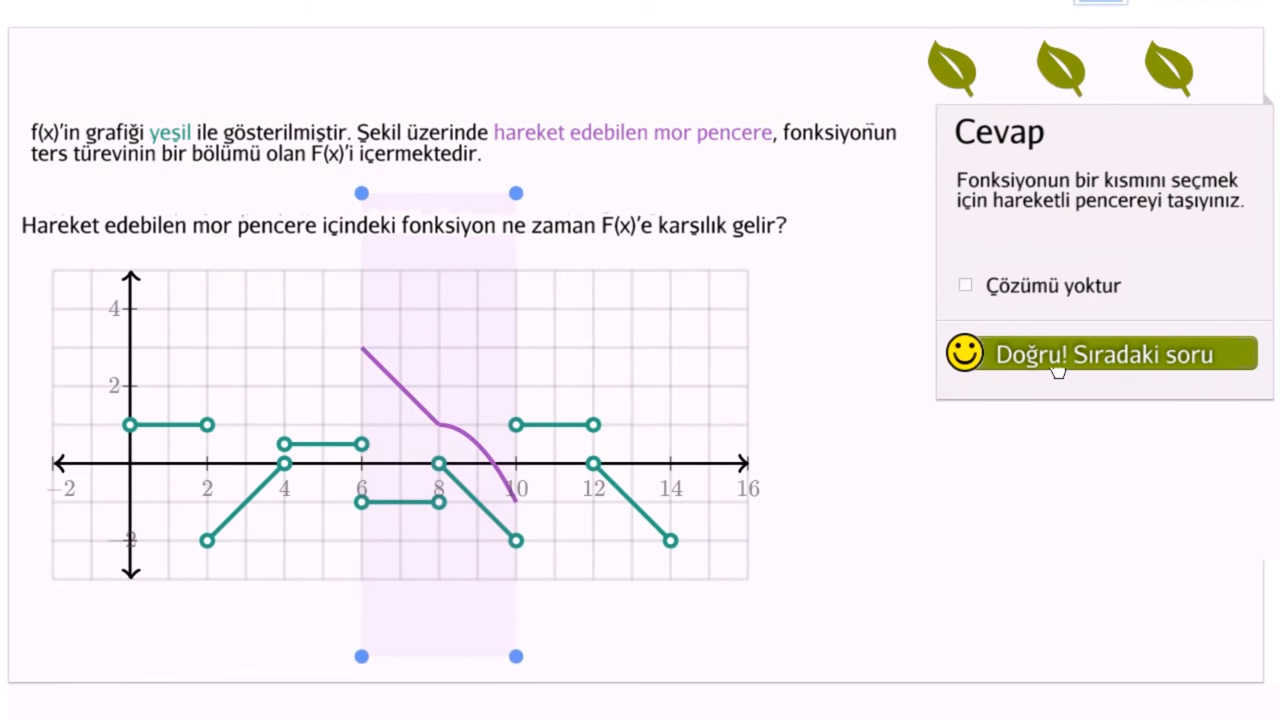 f(x)'in grafiği yeşil ile gösterilmiştir. Şekil üzerinde hareket edebilen mor pencere, fonksiyonun
ters türevinin bir bölümü olan F(x)'i içermektedir.
Hareket edebilen mor pencere içindeki fonksiyon ne zaman F(x)'e karşılık gelir?
4
2
-2 2 4 6 8 10 12 14 16
-2
Cevap
Fonksiyonun bir kısmını seçmek
için hareketli pencereyi taşıyınız.
Çözümü yoktur
Doğru! Sıradaki soru